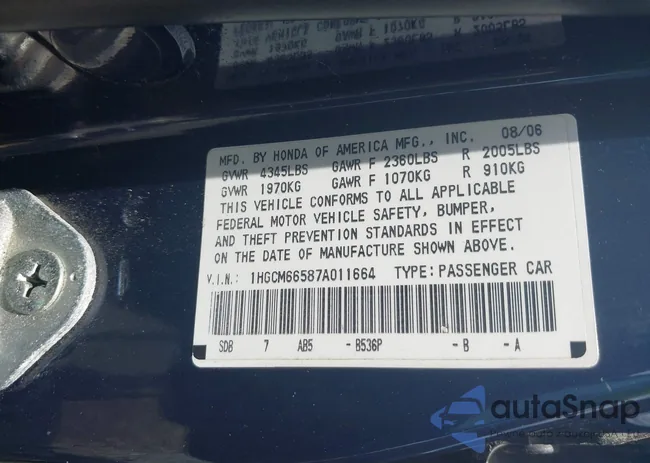 MFD. BY HONDA OF AMERICA MFG., INC. 08/06
GVWR 4345LBS GAWR F 2360LBS R 2005LBS
GVWR 1970KG GAWR F 1070KG R 910KG
THIS VEHICLE CONFORMS TO ALL APPLICABLE
FEDERAL MOTOR VEHICLE SAFETY, BUMPER,
AND THEFT PREVENTION STANDARDS IN EFFECT
ON THE DATE OF MANUFACTURE SHOWN ABOVE.
V.I.N.: 1HGCM66587A011664 TYPE: PASSENGER CAR
SDB 7 AB5 - B536P - B - A
autaSnap